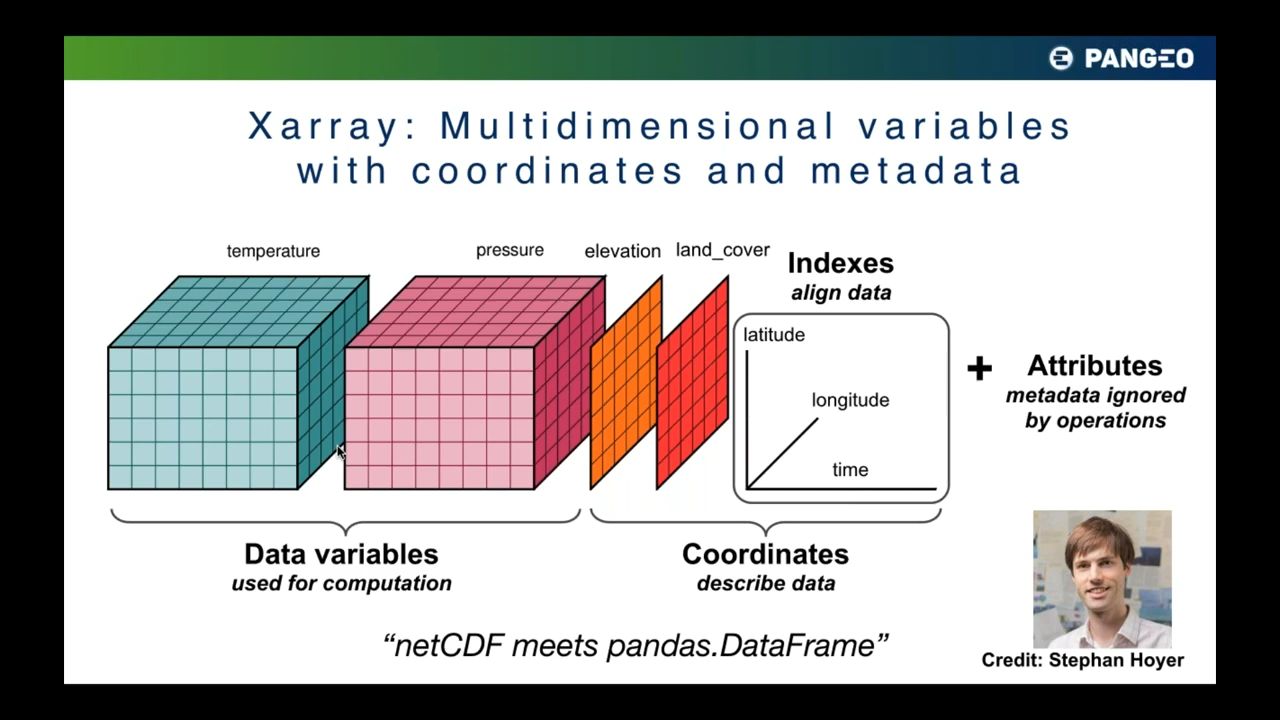 PANGEO
Xarray: Multidimensional variables
with coordinates and metadata
temperature
pressure
elevation
land_cover
Indexes
align data
latitude
longitude
time
+
Attributes
metadata ignored
by operations
Data variables
used for computation
Coordinates
describe data
“netCDF meets pandas.DataFrame”
Credit: Stephan Hoyer